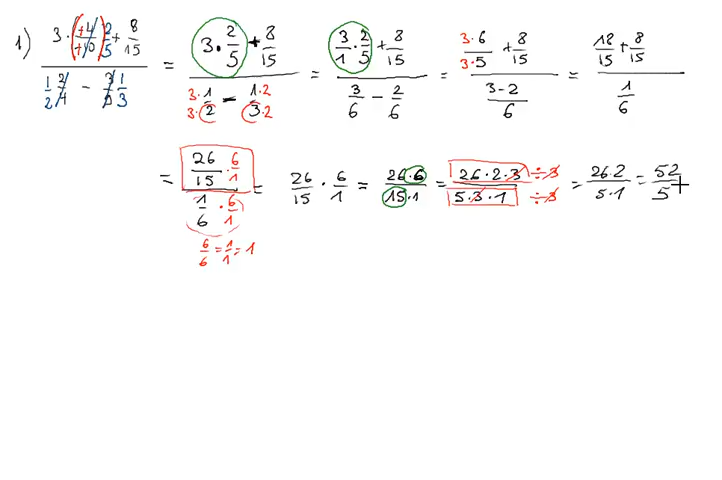 1) (3 · (+4/+10) 2/5 + 8/15) / (1/2 2/4 − 3/9 1/3) = (3 · 2/5 + 8/15) / (3·1/3·2 − 1·2/3·2) = (3/1 · 2/5 + 8/15) / (3/6 − 2/6) = (3·6/3·5 + 8/15) / (3−2/6) = (18/15 + 8/15) / (1/6)
= (26/15 · 6/1) / (1/6 · 6/1) = 26/15 · 6/1 = 26·6/15·1 = 26·2·3/5·3·1 ÷3/÷3 = 26·2/5·1 = 52/5
6/6 = 1/1 = 1